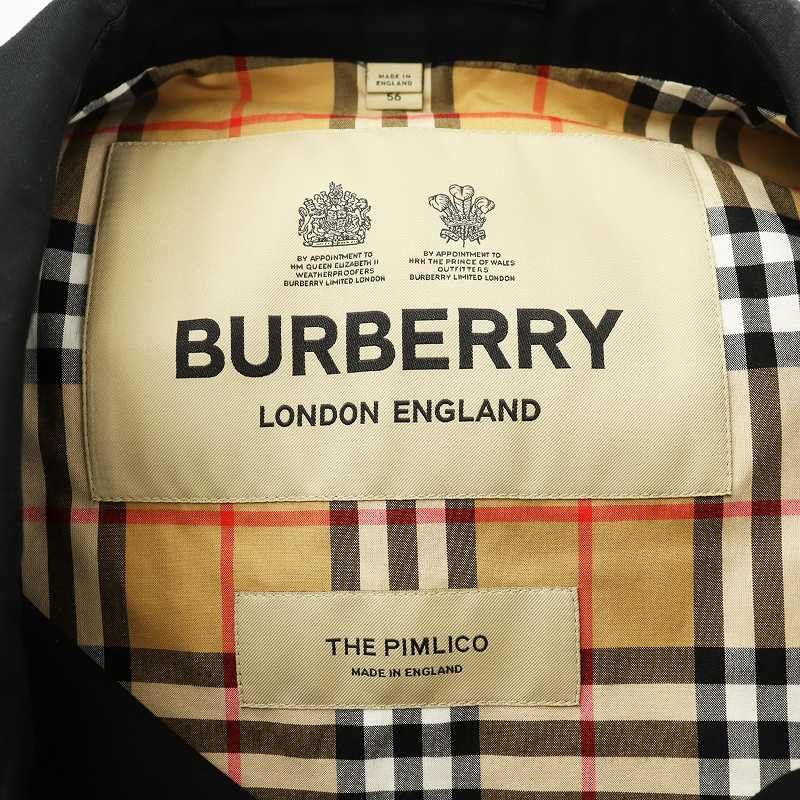 MADE IN
ENGLAND
56
BY APPOINTMENT TO
HM QUEEN ELIZABETH II
WEATHERPROOFERS
BURBERRY LIMITED LONDON
BY APPOINTMENT TO
HRH THE PRINCE OF WALES
OUTFITTERS
BURBERRY LIMITED LONDON
BURBERRY
LONDON ENGLAND
THE PIMLICO
MADE IN ENGLAND